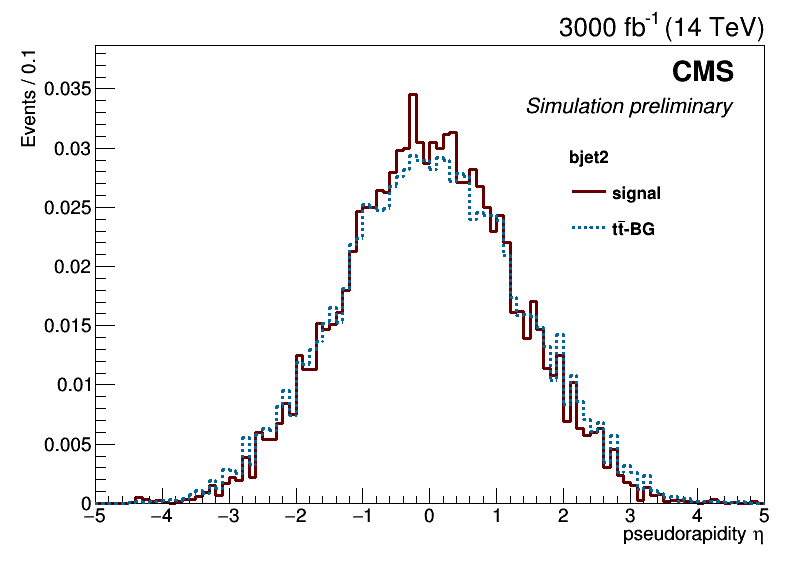 3000 fb⁻¹ (14 TeV)
CMS
Simulation preliminary
bjet2
signal
tt̄-BG
Events / 0.1
0.035
0.03
0.025
0.02
0.015
0.01
0.005
0
−5 −4 −3 −2 −1 0 1 2 3 4 5
pseudorapidity η